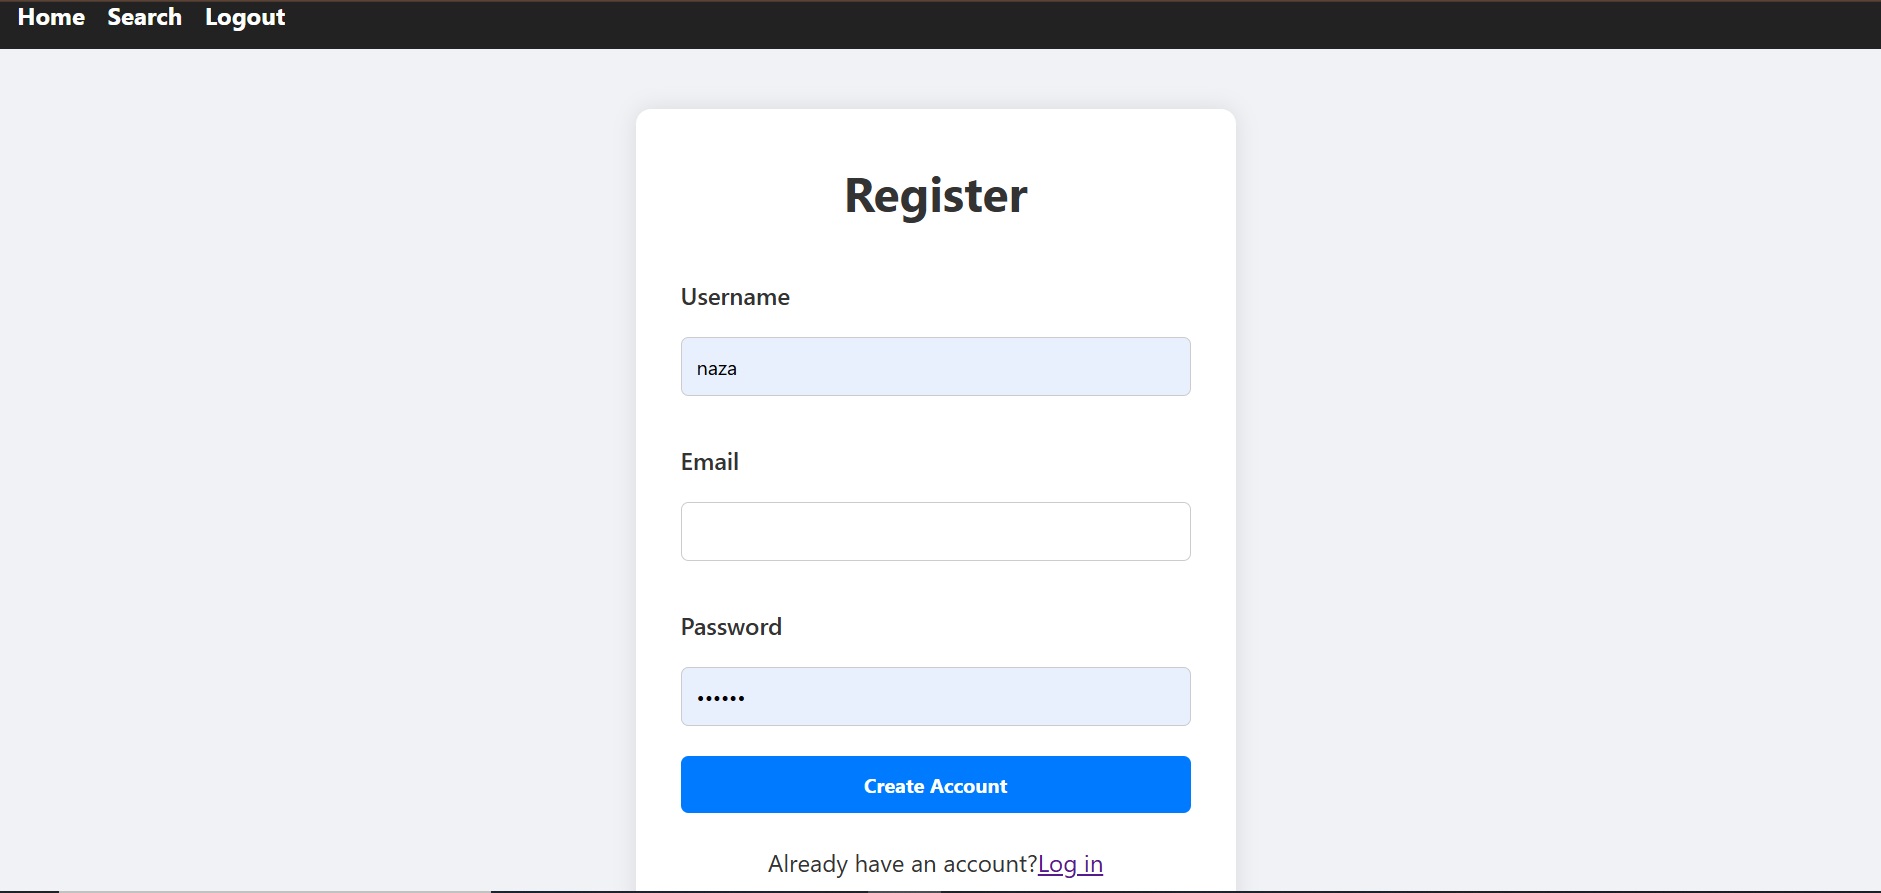 Home Search Logout
Register
Username
naza
Email
Password
••••••
Create Account
Already have an account?Log in